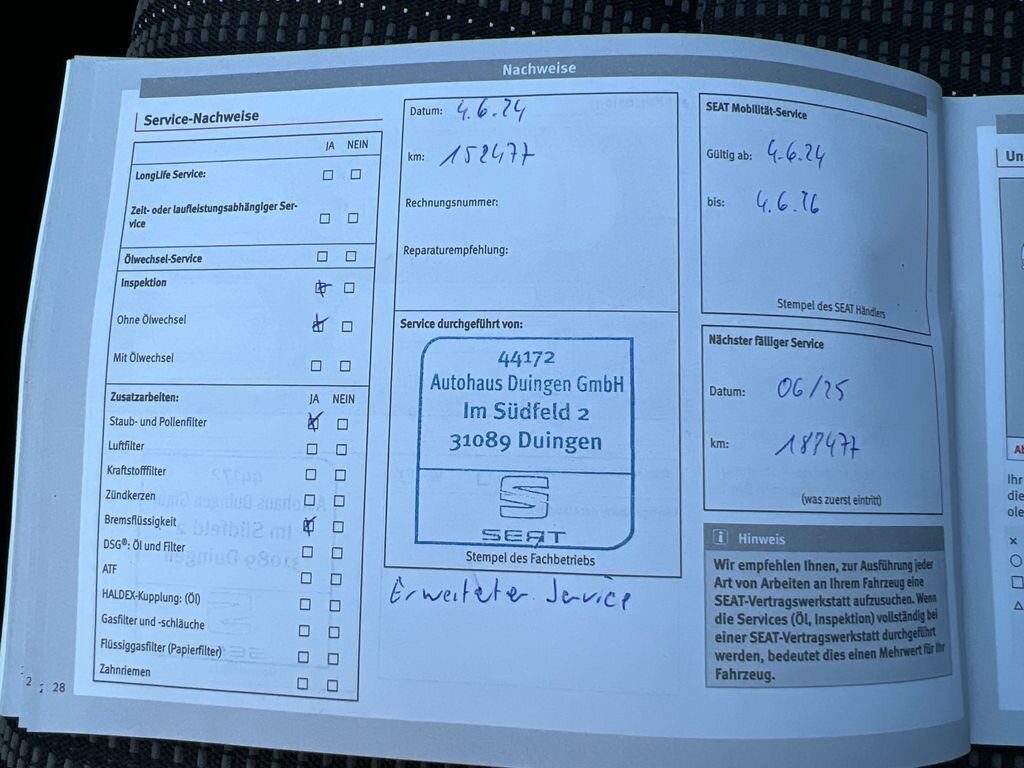 Nachweise
Service-Nachweise
JA NEIN
LongLife Service:
Zeit- oder laufleistungsabhängiger Ser-
vice
Ölwechsel-Service
Inspektion
Ohne Ölwechsel
Mit Ölwechsel
Zusatzarbeiten: JA NEIN
Staub- und Pollenfilter
Luftfilter
Kraftstofffilter
Zündkerzen
Bremsflüssigkeit
DSG®: Öl und Filter
ATF
HALDEX-Kupplung: (Öl)
Gasfilter und -schläuche
Flüssiggasfilter (Papierfilter)
Zahnriemen
28
Datum: 4.6.24
km: 152477
Rechnungsnummer:
Reparaturempfehlung:
Service durchgeführt von:
44172
Autohaus Duingen GmbH
Im Südfeld 2
31089 Duingen
SEAT
Stempel des Fachbetriebs
Erweiteter Service
SEAT Mobilität-Service
Gültig ab: 4.6.24
bis: 4.6.26
Stempel des SEAT Händlers
Nächster fälliger Service
Datum: 06/25
km:
(was zuerst eintritt)
i Hinweis
Wir empfehlen Ihnen, zur Ausführung jeder
Art von Arbeiten an Ihrem Fahrzeug eine
SEAT-Vertragswerkstatt aufzusuchen. Wenn
die Services (Öl, Inspektion) vollständig bei
einer SEAT-Vertragswerkstatt durchgeführt
werden, bedeutet dies einen Mehrwert für Ihr
Fahrzeug.
Un
Ihr
die